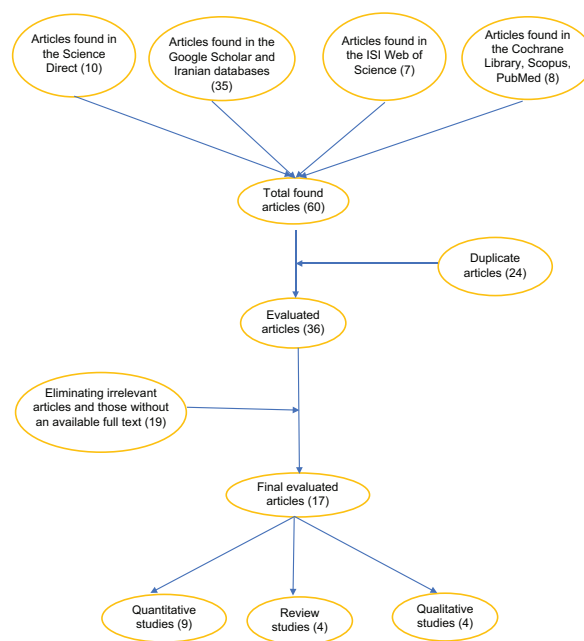 Articles found in
the Science Direct
(10)
Articles found in the
Google Scholar and
Iranian databases
(35)
Articles found in
the ISI Web of
Science (7)
Articles found in
the Cochrane
Library, Scopus,
PubMed (8)
Total found
articles (60)
Duplicate
articles (24)
Evaluated
articles (36)
Eliminating irrelevant
articles and those without
an available full text (19)
Final evaluated
articles (17)
Quantitative
studies (9)
Review
studies (4)
Qualitative
studies (4)